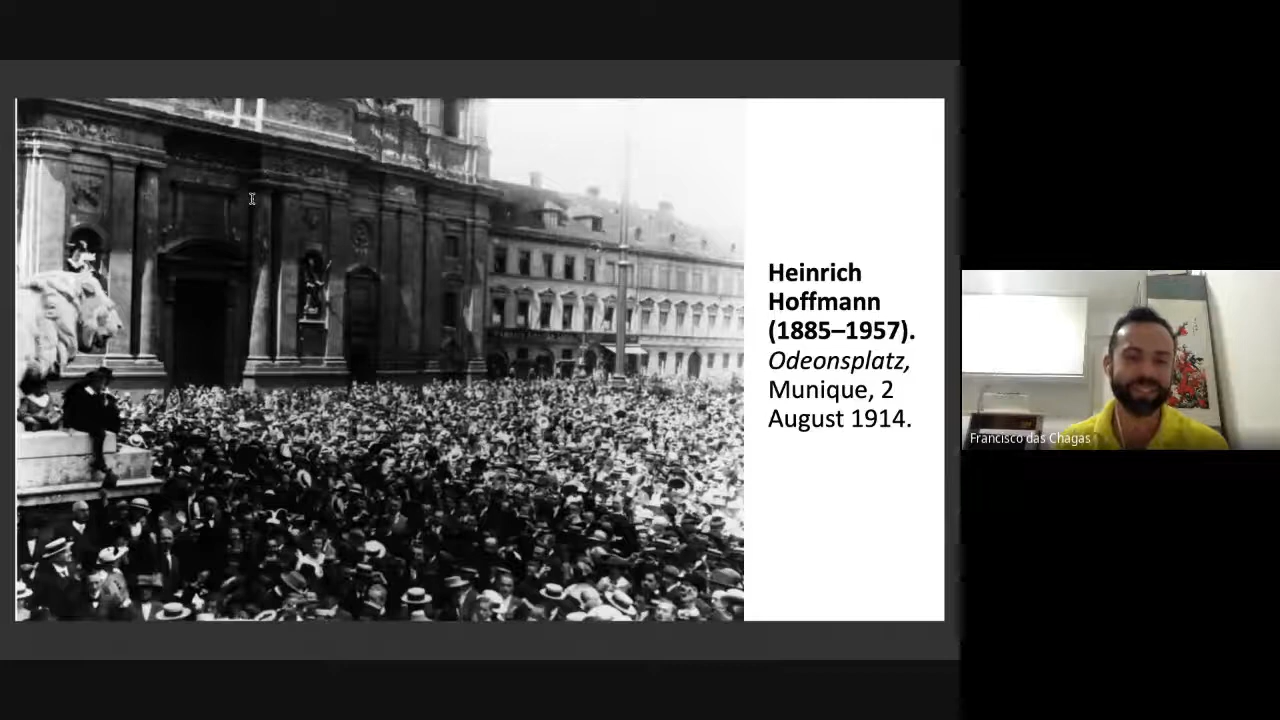 Heinrich
Hoffmann
(1885–1957).
Odeonsplatz,
Munique, 2
August 1914.
Francisco das Chagas